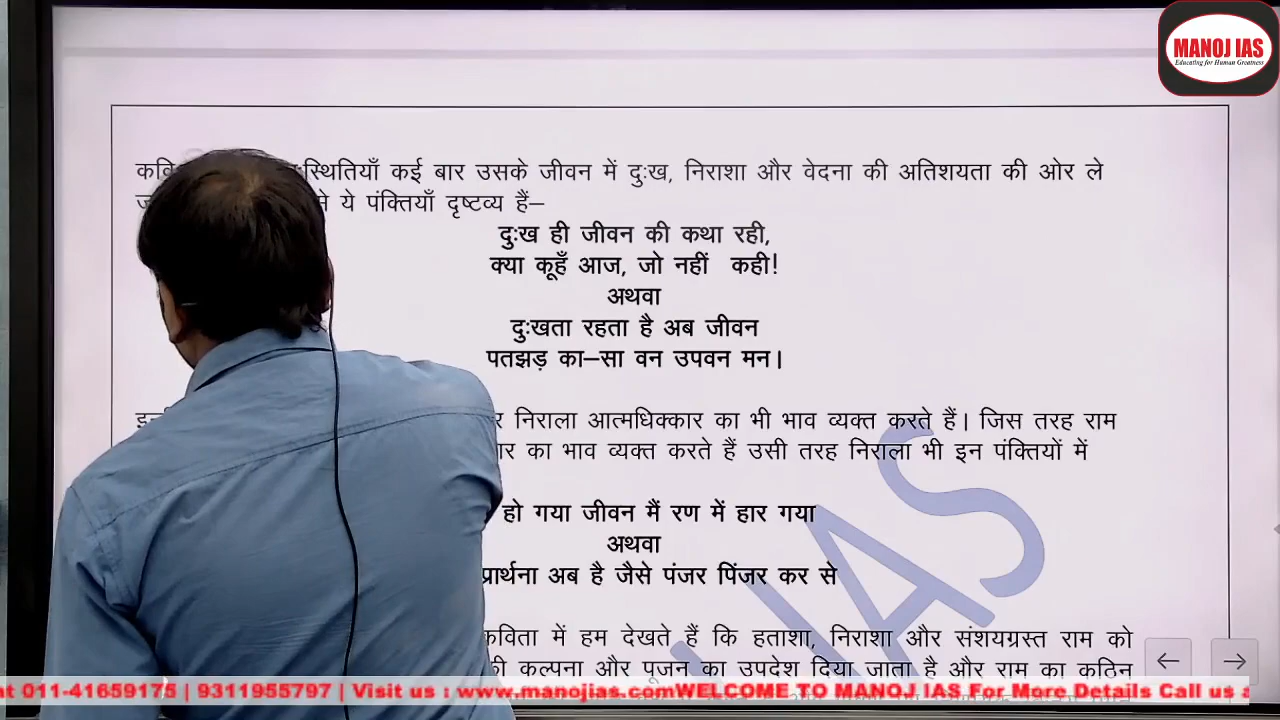 MANOJ IAS
Educating for Human Greatness
स्थितियाँ कई बार उसके जीवन में दुःख, निराशा और वेदना की अतिशयता की ओर ले
ये पंक्तियाँ दृष्टव्य हैं–
दुःख ही जीवन की कथा रही,
क्या कूहँ आज, जो नहीं कही!
अथवा
दुःखता रहता है अब जीवन
पतझड़ का–सा वन उपवन मन।
निराला आत्मधिक्कार का भी भाव व्यक्त करते हैं। जिस तरह राम
का भाव व्यक्त करते हैं उसी तरह निराला भी इन पंक्तियों में
हो गया जीवन मैं रण में हार गया
अथवा
प्रार्थना अब है जैसे पंजर पिंजर कर से
कविता में हम देखते हैं कि हताशा, निराशा और संशयग्रस्त राम को
की कल्पना और पूजन का उपदेश दिया जाता है और राम का कठिन
IAS
at 011-41659175 | 9311955797 | Visit us : www.manojias.comWELCOME TO MANOJ IAS For More Details Call us a